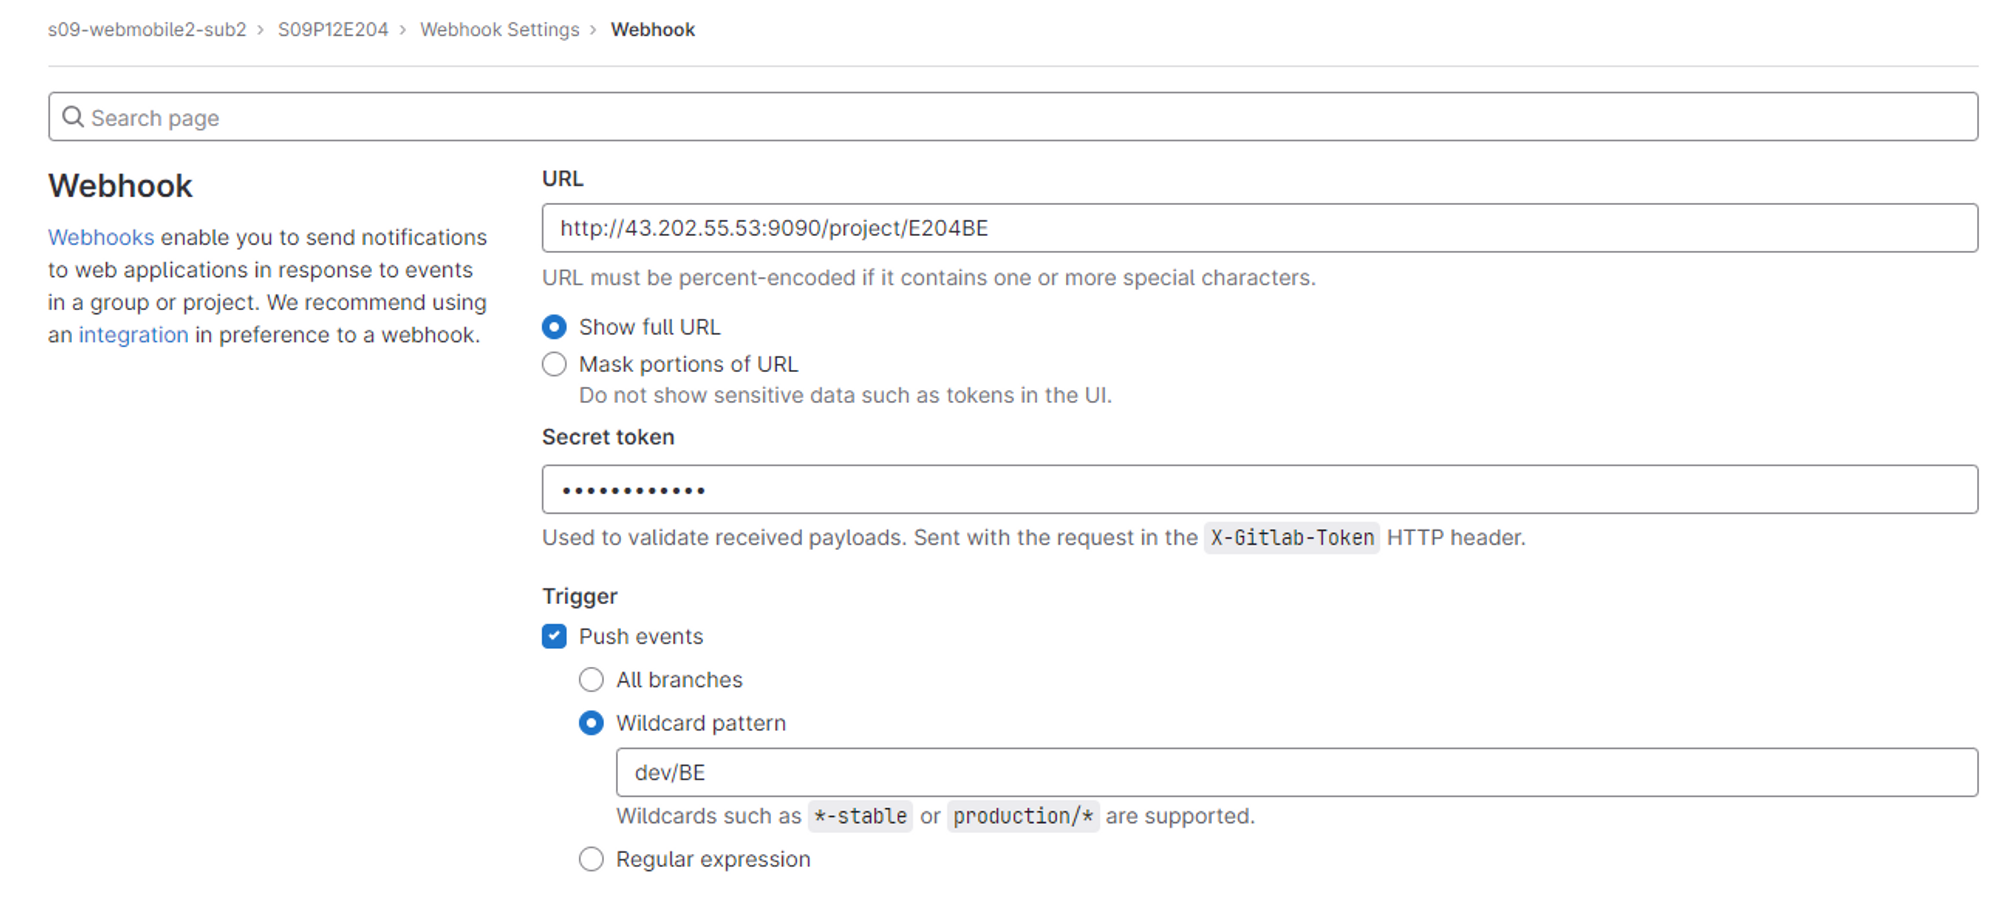 s09-webmobile2-sub2 › S09P12E204 › Webhook Settings › Webhook
Search page
Webhook
Webhooks enable you to send notifications
to web applications in response to events
in a group or project. We recommend using
an integration in preference to a webhook.
URL
http://43.202.55.53:9090/project/E204BE
URL must be percent-encoded if it contains one or more special characters.
Show full URL
Mask portions of URL
Do not show sensitive data such as tokens in the UI.
Secret token
••••••••••••
Used to validate received payloads. Sent with the request in the X-Gitlab-Token HTTP header.
Trigger
Push events
All branches
Wildcard pattern
dev/BE
Wildcards such as *-stable or production/* are supported.
Regular expression